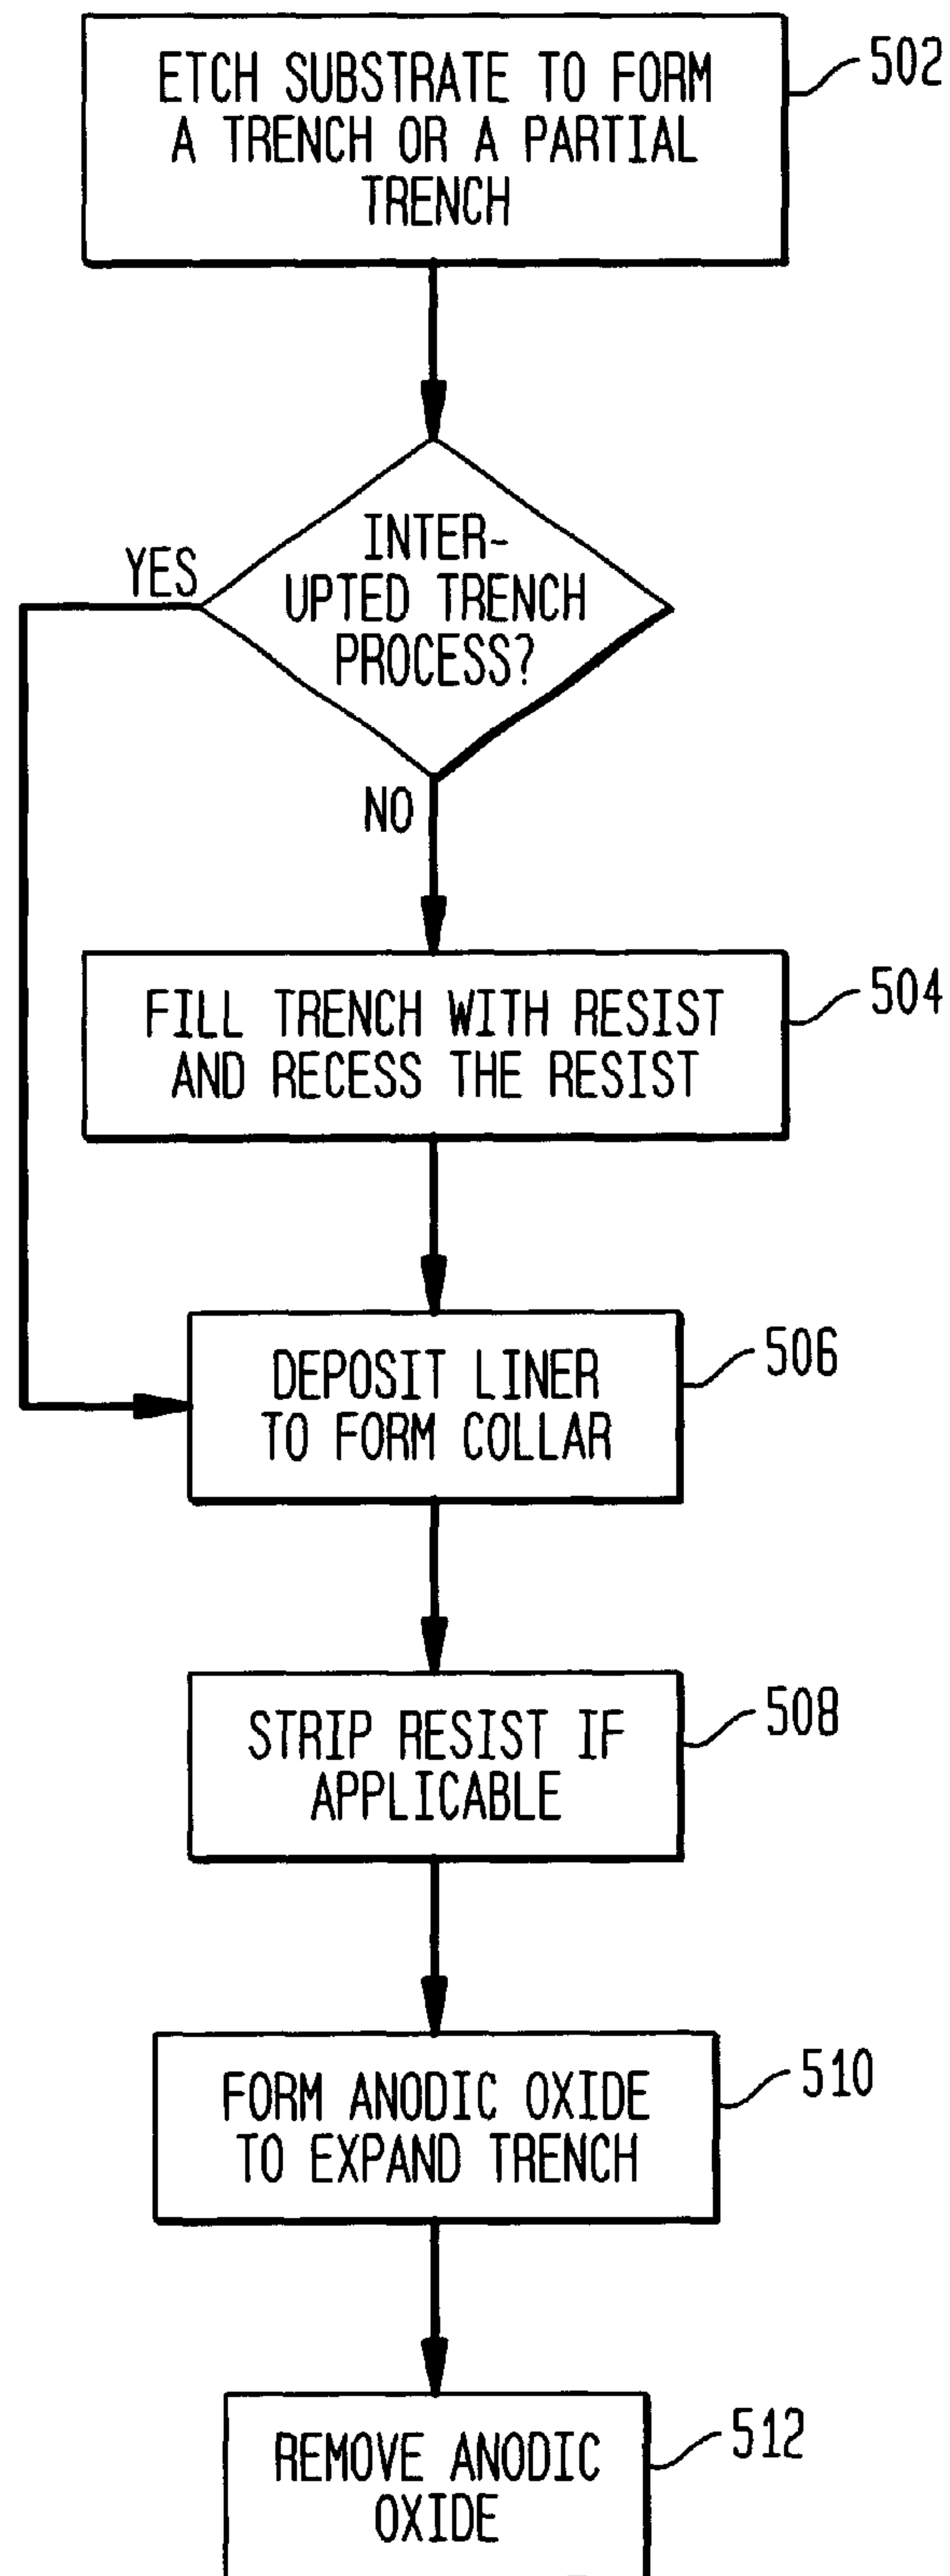 ETCH SUBSTRATE TO FORM
A TRENCH OR A PARTIAL
TRENCH
502
INTER-
UPTED TRENCH
PROCESS?
YES
NO
FILL TRENCH WITH RESIST
AND RECESS THE RESIST
504
DEPOSIT LINER
TO FORM COLLAR
506
STRIP RESIST IF
APPLICABLE
508
FORM ANODIC OXIDE
TO EXPAND TRENCH
510
REMOVE ANODIC
OXIDE
512